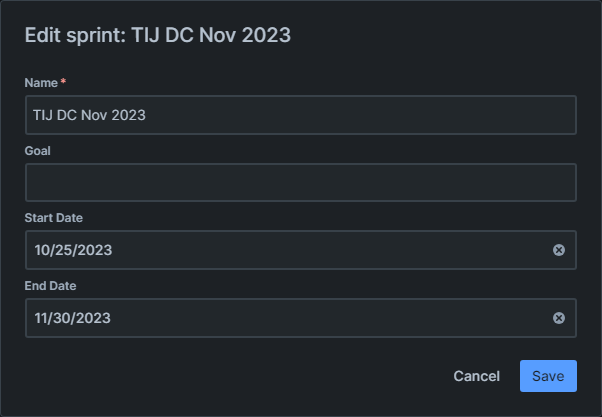 Edit sprint: TIJ DC Nov 2023
Name *
TIJ DC Nov 2023
Goal
Start Date
10/25/2023
End Date
11/30/2023
Cancel Save